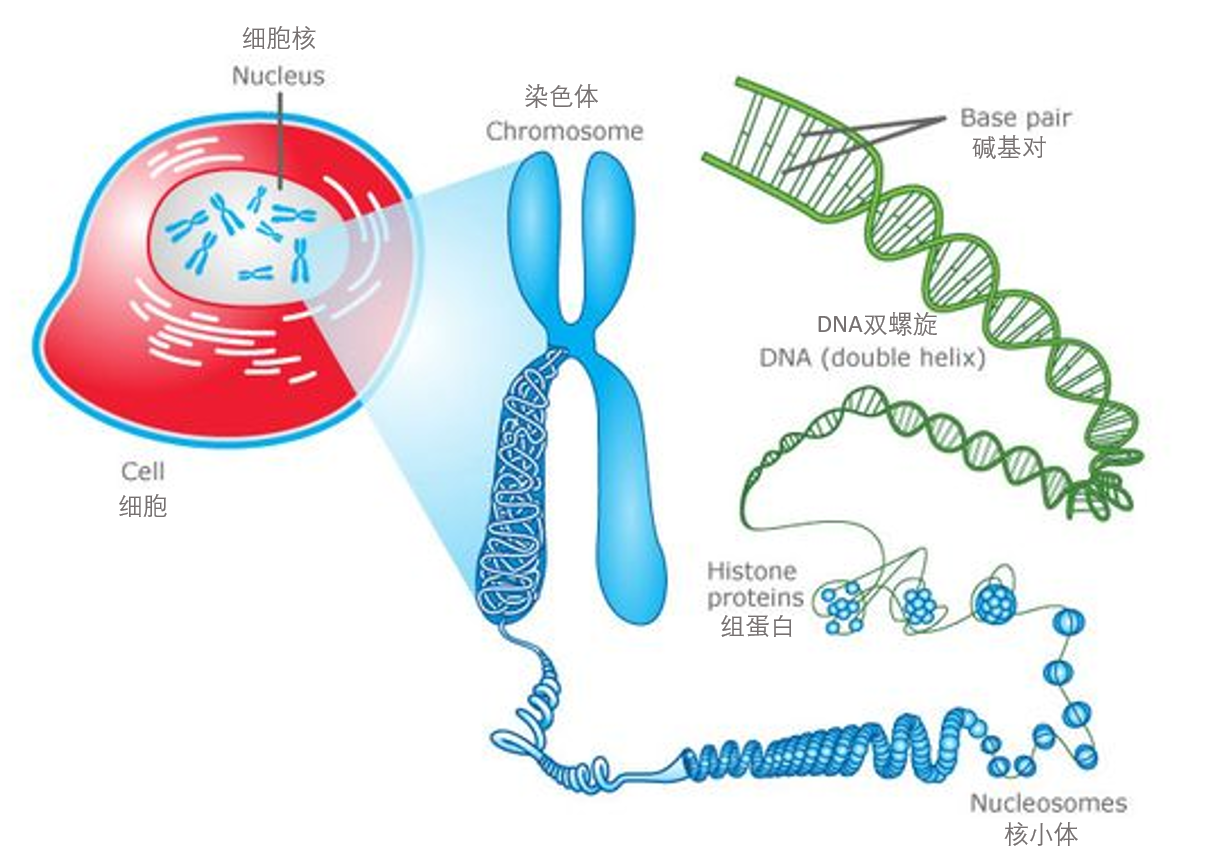 细胞核
Nucleus
染色体
Chromosome
Base pair
碱基对
DNA双螺旋
DNA (double helix)
Cell
细胞
Histone
proteins
组蛋白
Nucleosomes
核小体